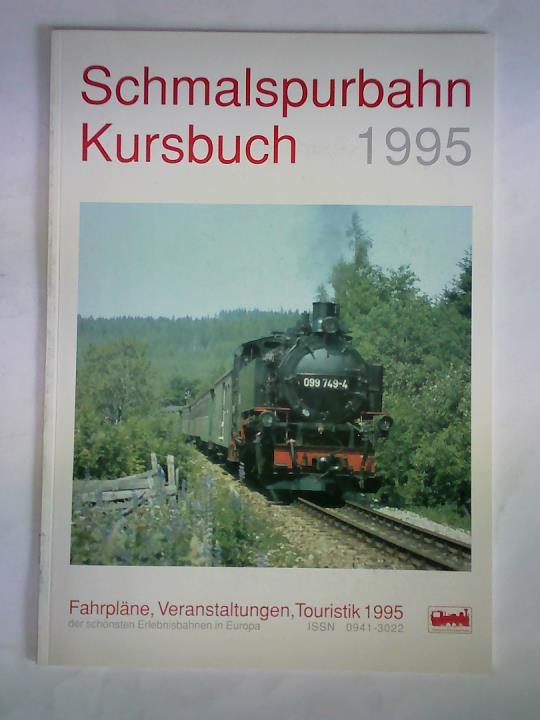 Schmalspurbahn
Kursbuch 1995
099 749-4
Fahrpläne, Veranstaltungen, Touristik 1995
der schönsten Erlebnisbahnen in Europa ISSN 0941-3022